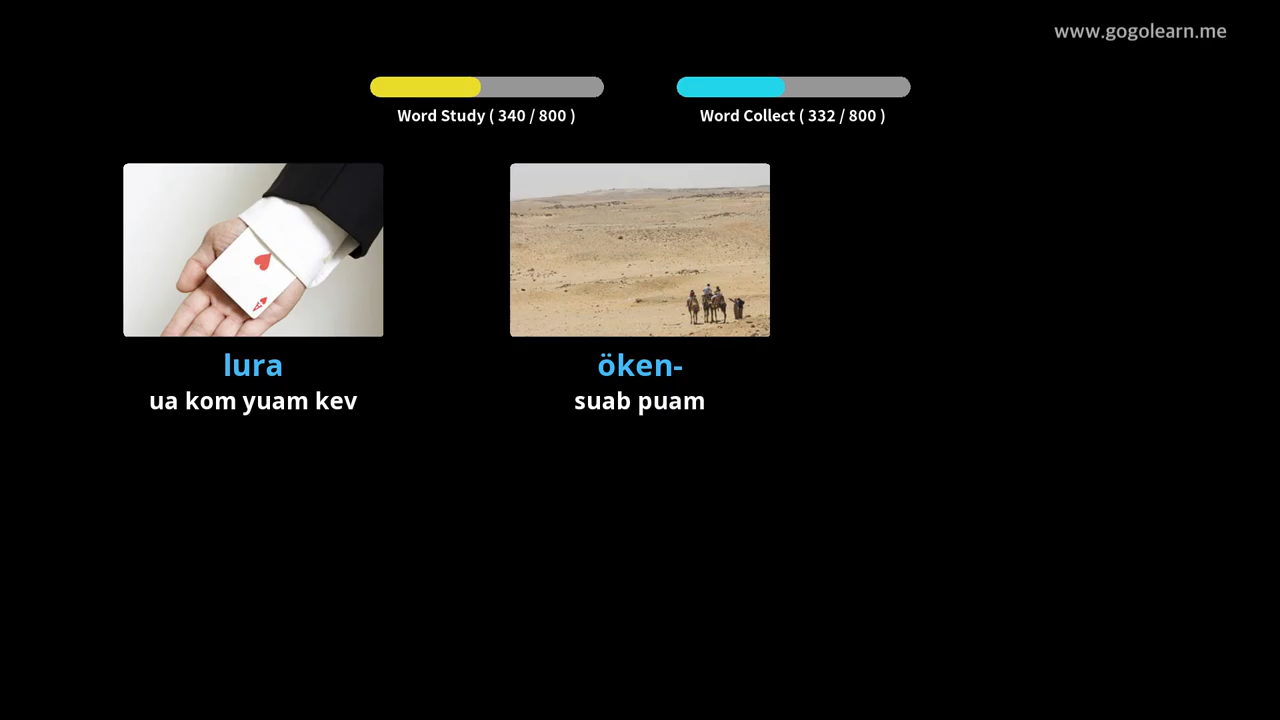 www.gogolearn.me
Word Study ( 340 / 800 )
Word Collect ( 332 / 800 )
lura
ua kom yuam kev
öken-
suab puam
A